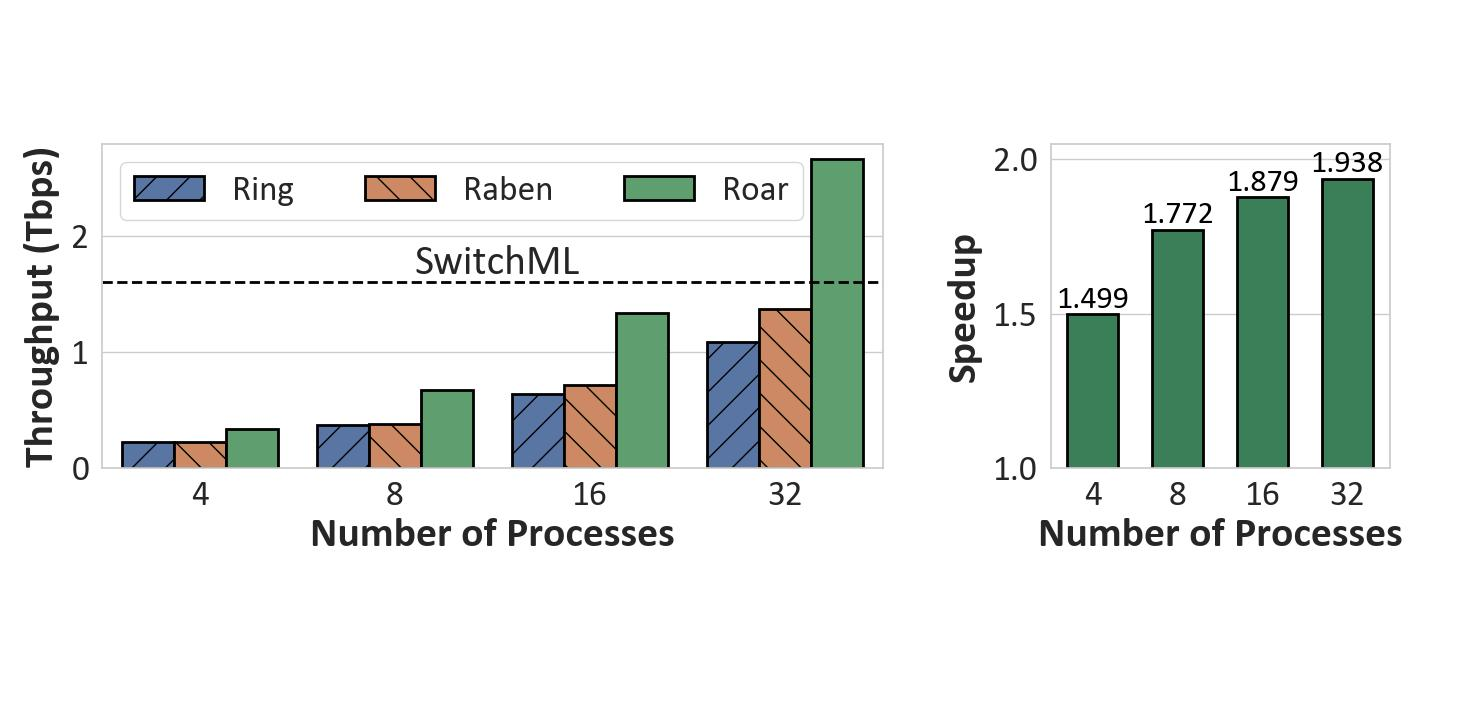 Throughput (Tbps)
2
1
0
Ring
Raben
Roar
SwitchML
4
8
16
32
Number of Processes
Speedup
2.0
1.5
1.0
1.499
1.772
1.879
1.938
4
8
16
32
Number of Processes